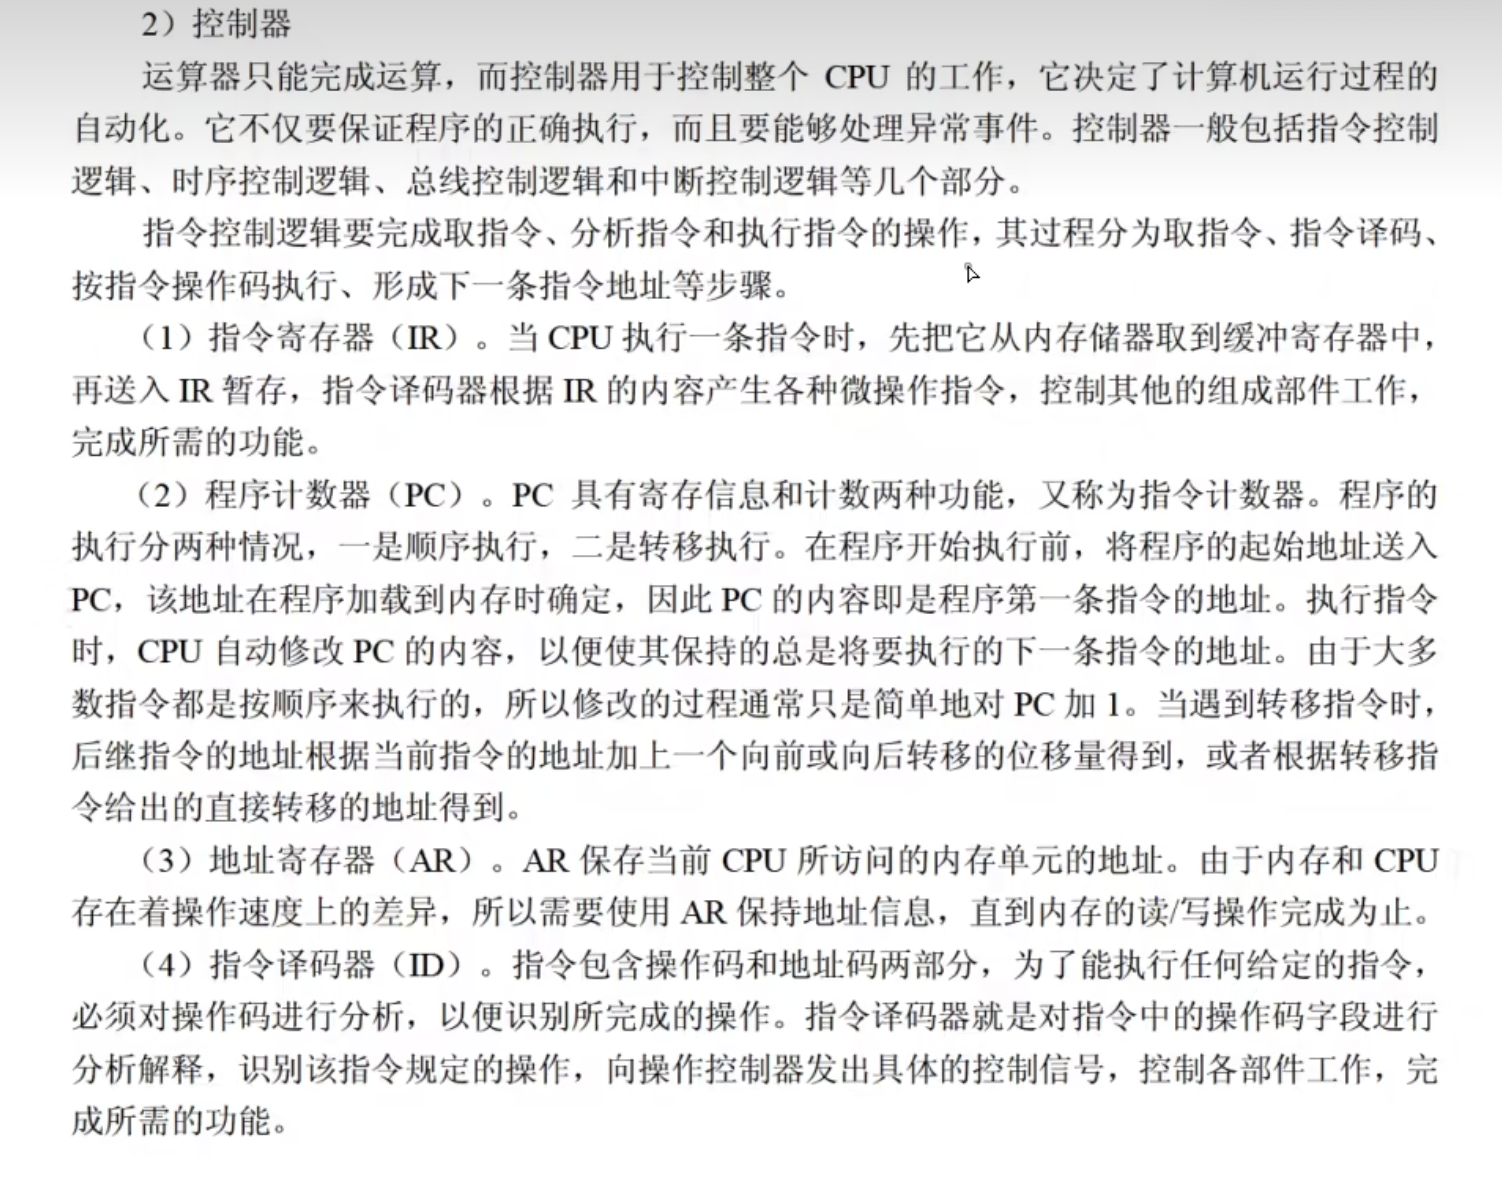 2）控制器
运算器只能完成运算，而控制器用于控制整个 CPU 的工作，它决定了计算机运行过程的
自动化。它不仅要保证程序的正确执行，而且要能够处理异常事件。控制器一般包括指令控制
逻辑、时序控制逻辑、总线控制逻辑和中断控制逻辑等几个部分。
指令控制逻辑要完成取指令、分析指令和执行指令的操作，其过程分为取指令、指令译码、
按指令操作码执行、形成下一条指令地址等步骤。
（1）指令寄存器（IR）。当 CPU 执行一条指令时，先把它从内存储器取到缓冲寄存器中，
再送入 IR 暂存，指令译码器根据 IR 的内容产生各种微操作指令，控制其他的组成部件工作，
完成所需的功能。
（2）程序计数器（PC）。PC 具有寄存信息和计数两种功能，又称为指令计数器。程序的
执行分两种情况，一是顺序执行，二是转移执行。在程序开始执行前，将程序的起始地址送入
PC，该地址在程序加载到内存时确定，因此 PC 的内容即是程序第一条指令的地址。执行指令
时，CPU 自动修改 PC 的内容，以便使其保持的总是将要执行的下一条指令的地址。由于大多
数指令都是按顺序来执行的，所以修改的过程通常只是简单地对 PC 加 1。当遇到转移指令时，
后继指令的地址根据当前指令的地址加上一个向前或向后转移的位移量得到，或者根据转移指
令给出的直接转移的地址得到。
（3）地址寄存器（AR）。AR 保存当前 CPU 所访问的内存单元的地址。由于内存和 CPU
存在着操作速度上的差异，所以需要使用 AR 保持地址信息，直到内存的读/写操作完成为止。
（4）指令译码器（ID）。指令包含操作码和地址码两部分，为了能执行任何给定的指令，
必须对操作码进行分析，以便识别所完成的操作。指令译码器就是对指令中的操作码字段进行
分析解释，识别该指令规定的操作，向操作控制器发出具体的控制信号，控制各部件工作，完
成所需的功能。